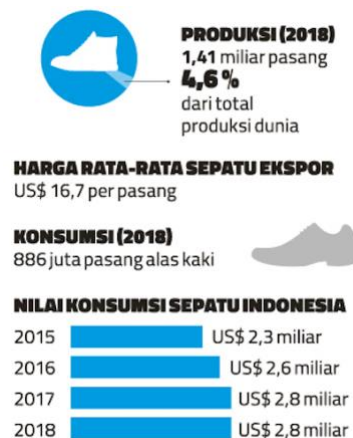 PRODUKSI (2018)
1,41 miliar pasang
4,6 %
dari total
produksi dunia
HARGA RATA-RATA SEPATU EKSPOR
US$ 16,7 per pasang
KONSUMSI (2018)
886 juta pasang alas kaki
NILAI KONSUMSI SEPATU INDONESIA
2015 US$ 2,3 miliar
2016 US$ 2,6 miliar
2017 US$ 2,8 miliar
2018 US$ 2,8 miliar